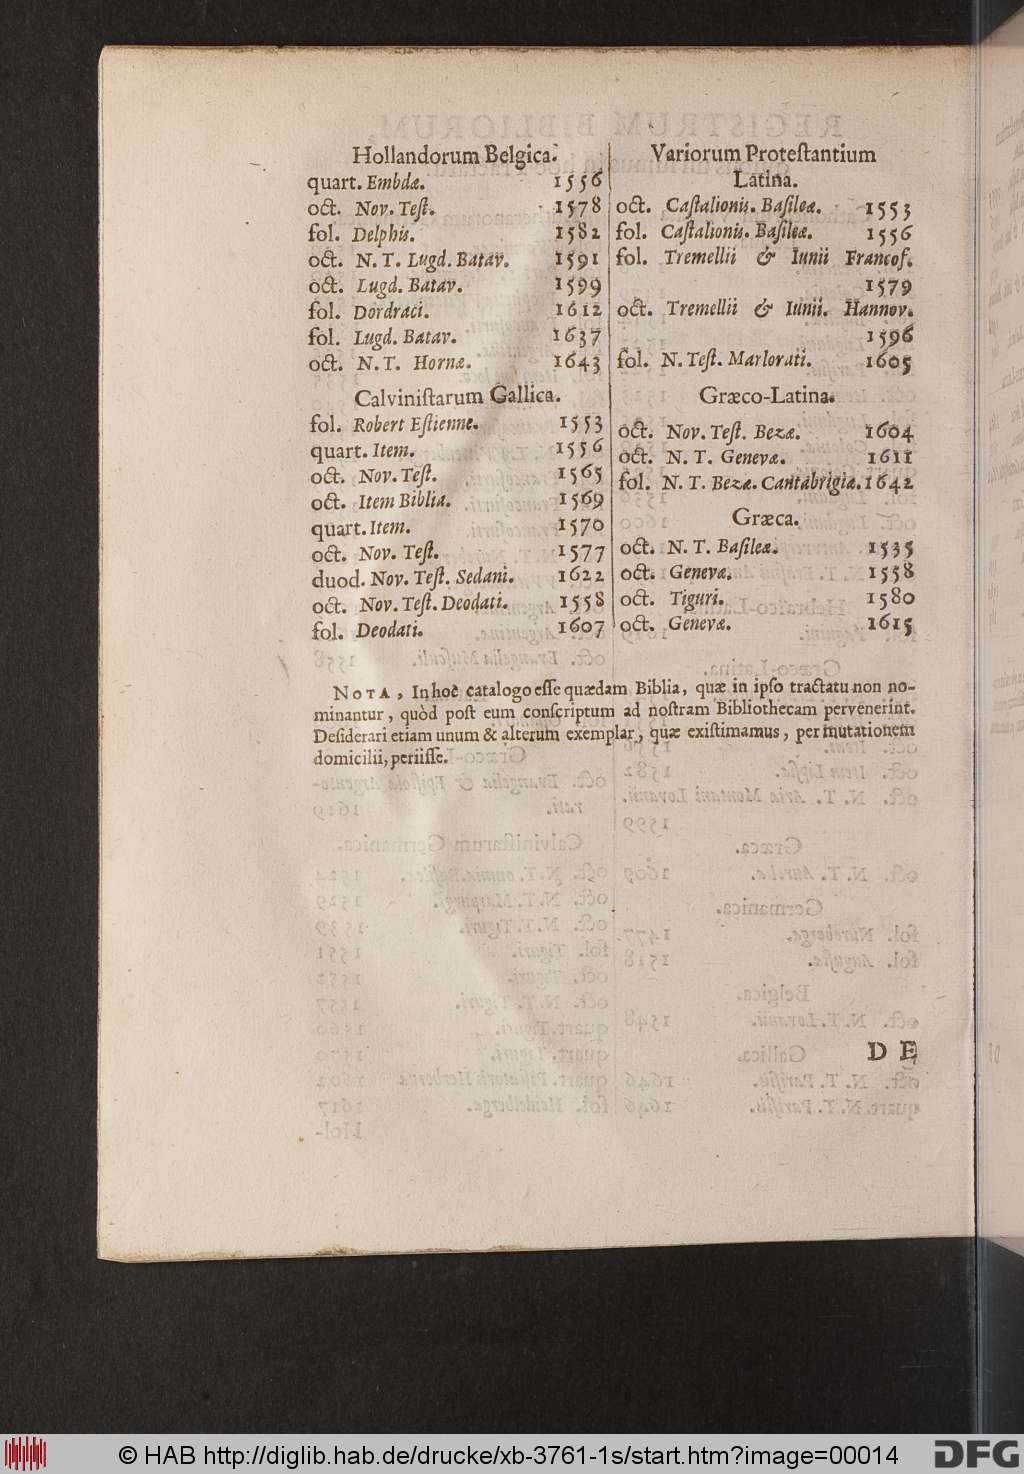 Hollandorum Belgica.
quart. Embdæ. 1556
oct. Nov. Teſt. 1578
fol. Delphis. 1582
oct. N. T. Lugd. Batav. 1591
oct. Lugd. Batav. 1599
fol. Dordraci. 1612
fol. Lugd. Batav. 1637
oct. N. T. Hornæ. 1643
Calviniſtarum Gallica.
fol. Robert Eſtienne. 1553
quart. Item. 1556
oct. Nov. Teſt. 1565
oct. Item Biblia. 1569
quart. Item. 1570
oct. Nov. Teſt. 1577
duod. Nov. Teſt. Sedani. 1622
oct. Nov. Teſt. Deodati. 1558
fol. Deodati. 1607
Variorum Proteſtantium
Latina.
oct. Caſtalionis. Baſileæ. 1553
fol. Caſtalionis. Baſileæ. 1556
fol. Tremellii & Iunii Francof.
1579
oct. Tremellii & Iunii. Hannov.
1596
fol. N. Teſt. Marlorati. 1605
Græco-Latina.
oct. Nov. Teſt. Bezæ. 1604
oct. N. T. Genevæ. 1611
fol. N. T. Bezæ. Cantabrigiæ. 1642
Græca.
oct. N. T. Baſileæ. 1535
oct. Genevæ. 1558
oct. Tiguri. 1580
oct. Genevæ. 1615
NOTA, In hoc catalogo eſſe quædam Biblia, quæ in ipſo tractatu non no-
minantur, quòd poſt eum conſcriptum ad noſtram Bibliothecam pervenerint.
Deſiderari etiam unum & alterum exemplar, quæ exiſtimamus, per mutationem
domicilii, periiſſe.
DE
© HAB http://diglib.hab.de/drucke/xb-3761-1s/start.htm?image=00014
DFG